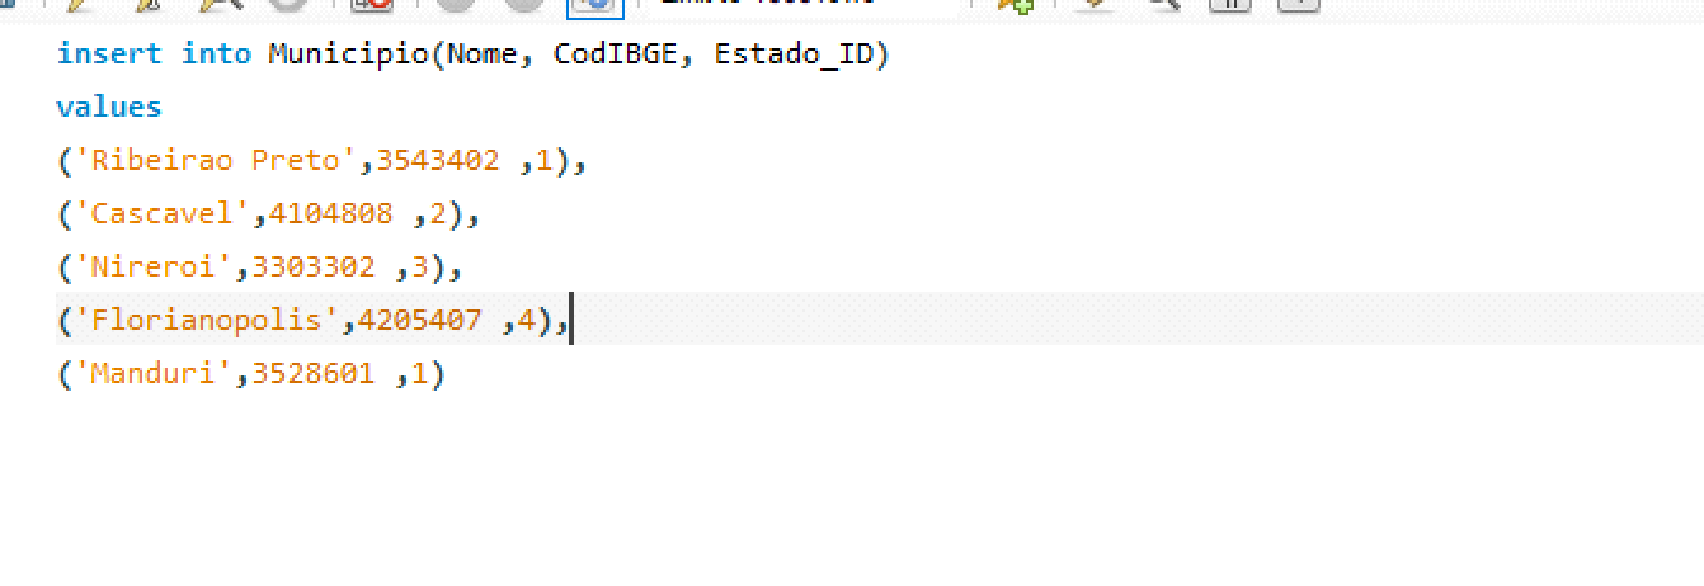 insert into Municipio(Nome, CodIBGE, Estado_ID)
values
('Ribeirao Preto',3543402 ,1),
('Cascavel',4104808 ,2),
('Nireroi',3303302 ,3),
('Florianopolis',4205407 ,4),
('Manduri',3528601 ,1)